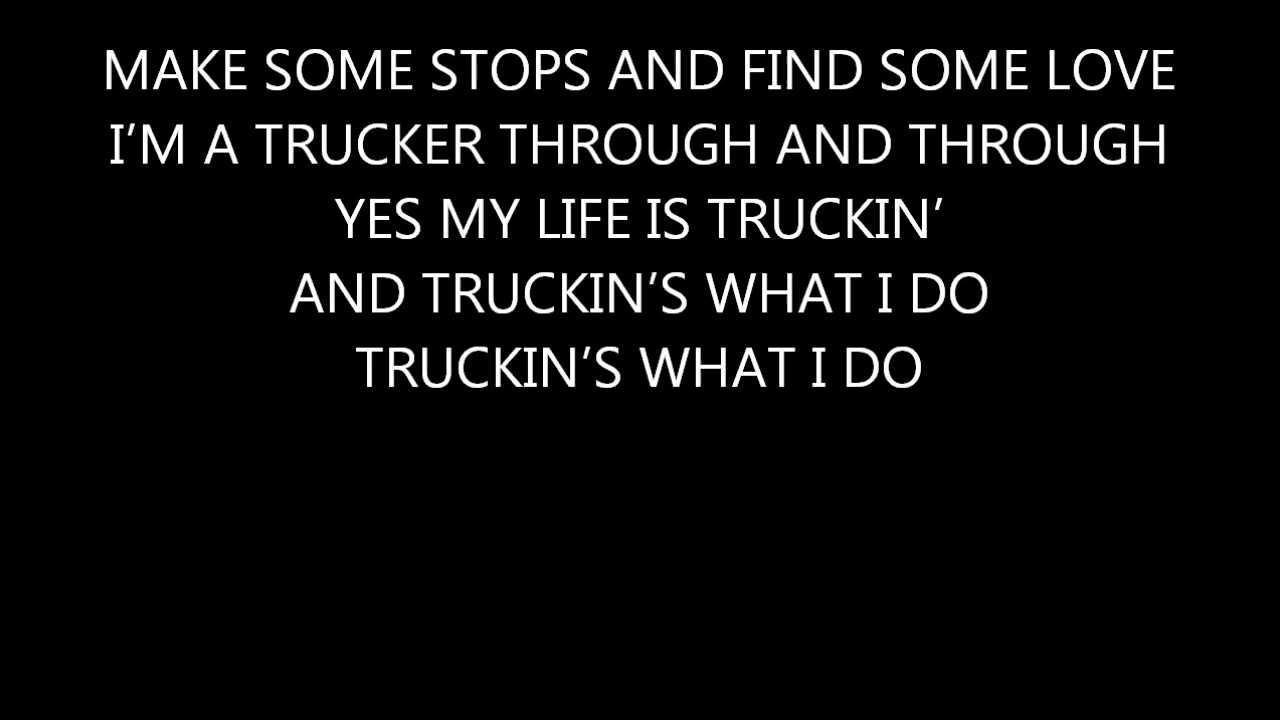 MAKE SOME STOPS AND FIND SOME LOVE
I'M A TRUCKER THROUGH AND THROUGH
YES MY LIFE IS TRUCKIN'
AND TRUCKIN'S WHAT I DO
TRUCKIN'S WHAT I DO